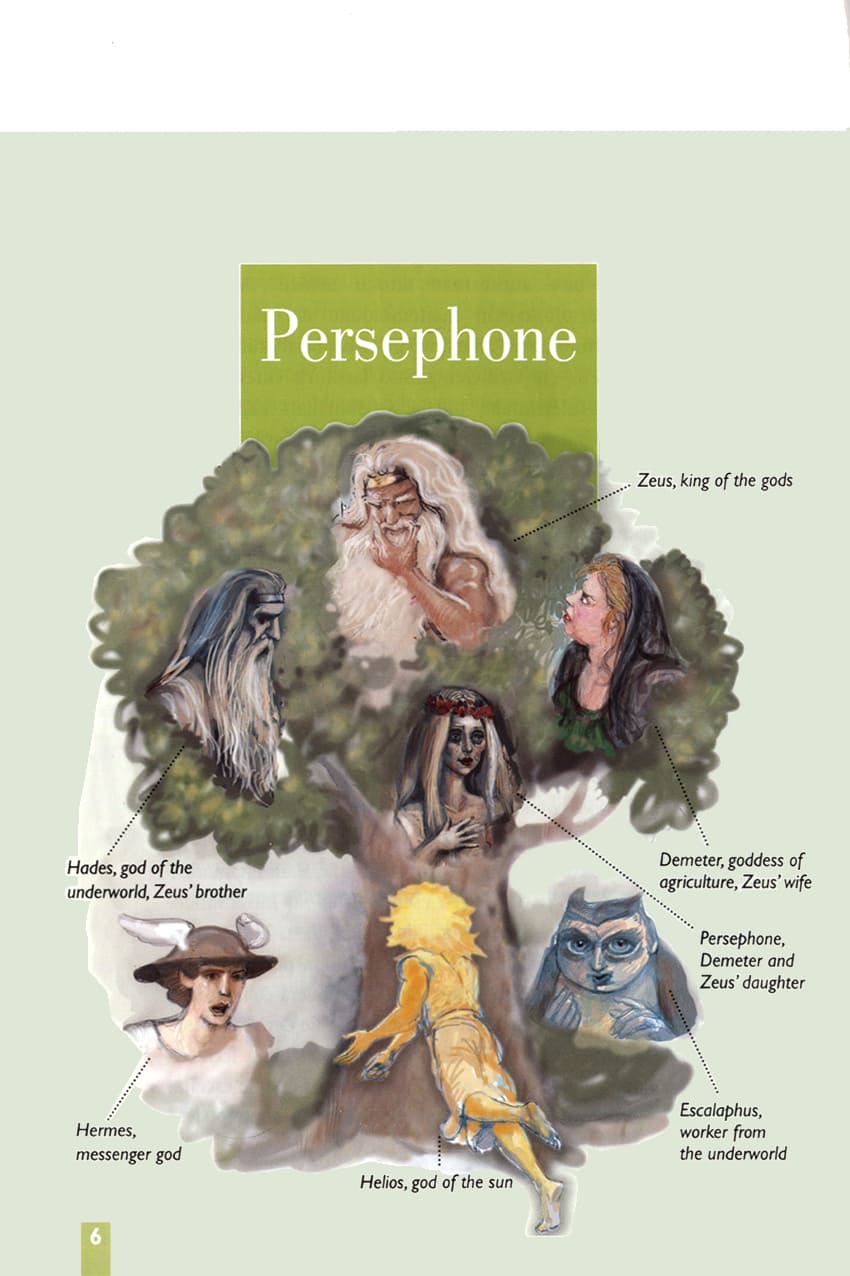 Persephone
Zeus, king of the gods
Hades, god of the
underworld, Zeus' brother
Demeter, goddess of
agriculture, Zeus' wife
Persephone,
Demeter and
Zeus' daughter
Hermes,
messenger god
Helios, god of the sun
Escalaphus,
worker from
the underworld
6